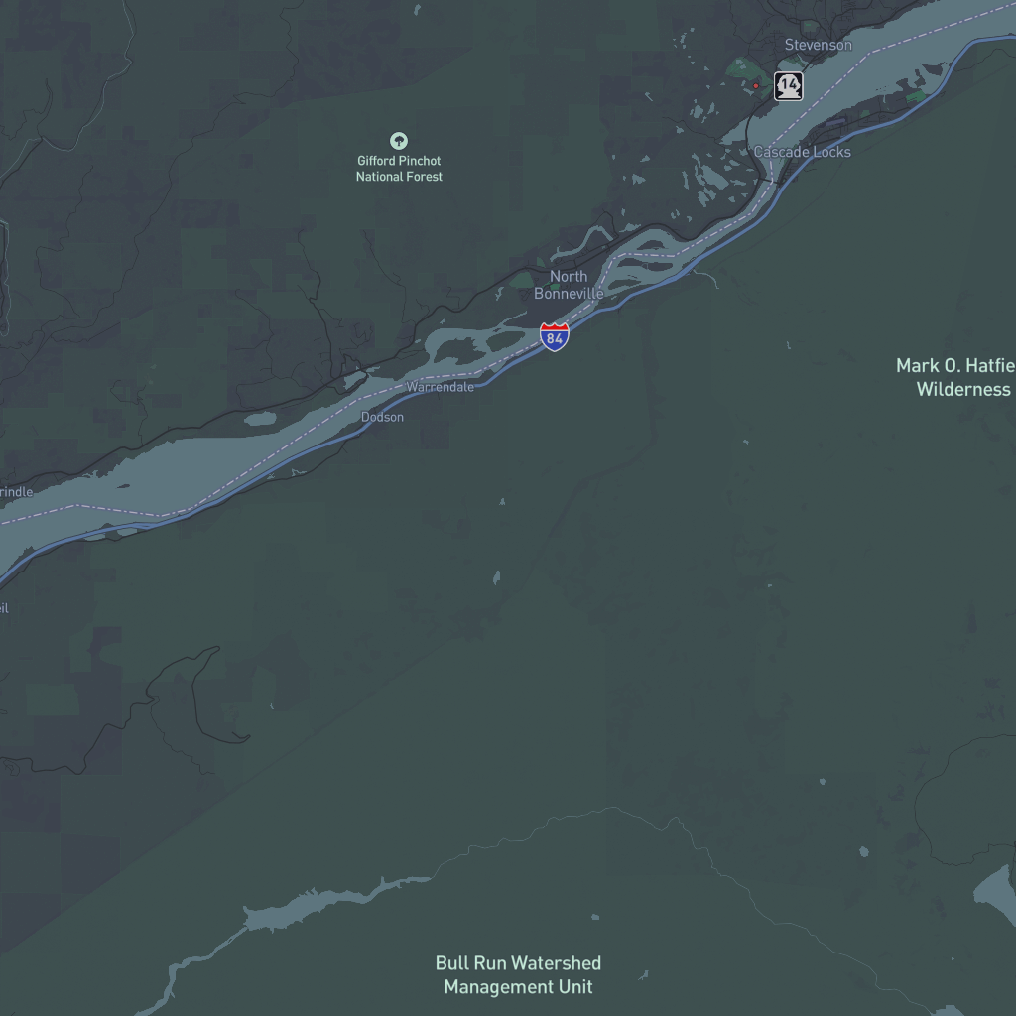 Stevenson
14
Cascade Locks
Gifford Pinchot
National Forest
North
Bonneville
84
Mark O. Hatfie
Wilderness
Warrendale
Dodson
rindle
eil
Bull Run Watershed
Management Unit